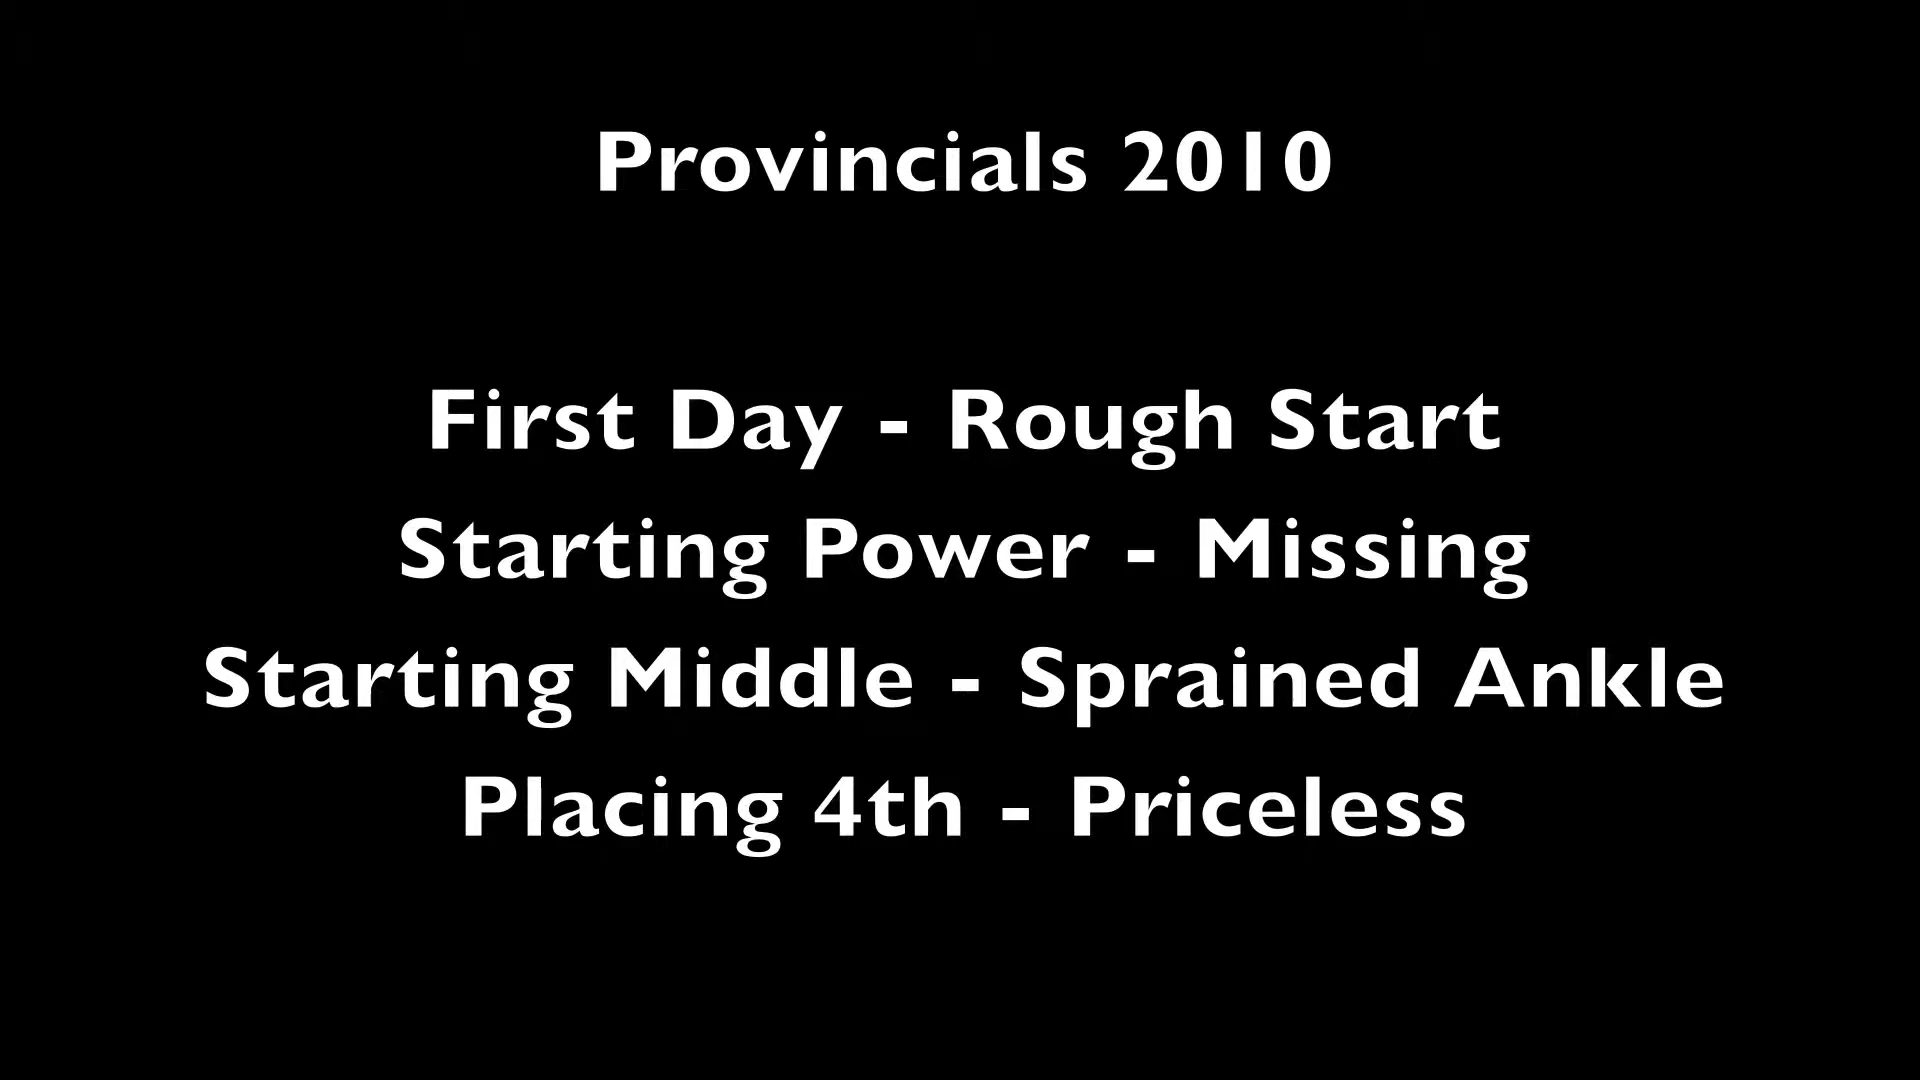 Provincials 2010
First Day - Rough Start
Starting Power - Missing
Starting Middle - Sprained Ankle
Placing 4th - Priceless